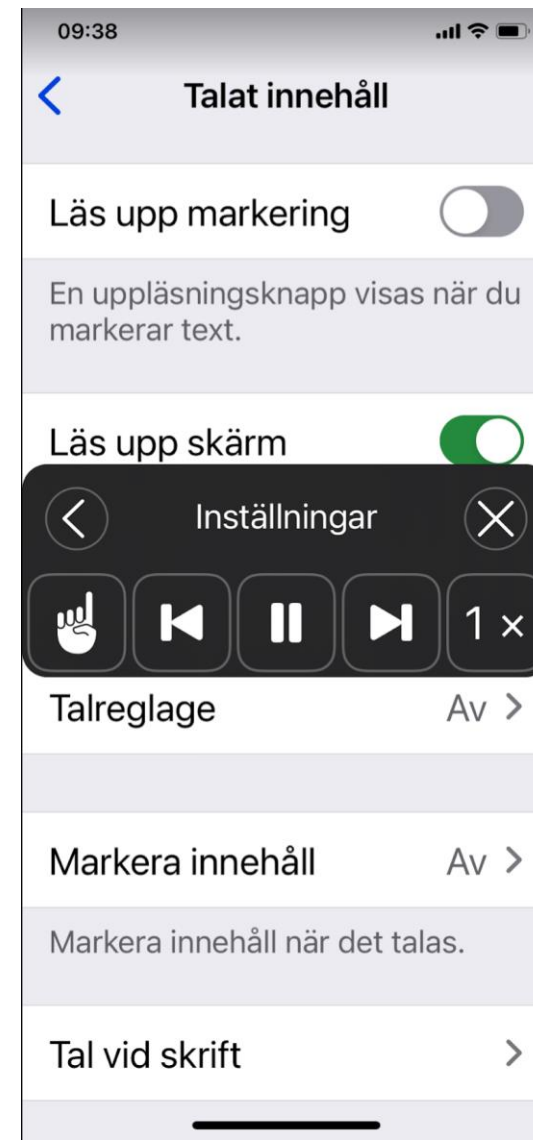 09:38
Talat innehåll
Läs upp markering
En uppläsningsknapp visas när du
markerar text.
Läs upp skärm
Inställningar
1 ×
Talreglage Av
Markera innehåll Av
Markera innehåll när det talas.
Tal vid skrift